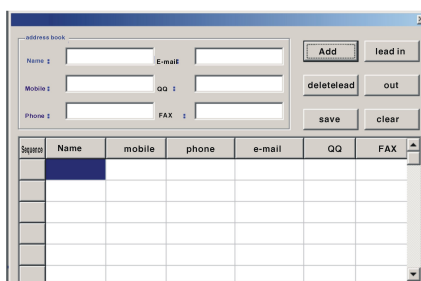 address book
Name : E-mail:
Mobile : QQ :
Phone : FAX :
Add lead in
deletelead out
save clear
Sequence Name mobile phone e-mail QQ FAX